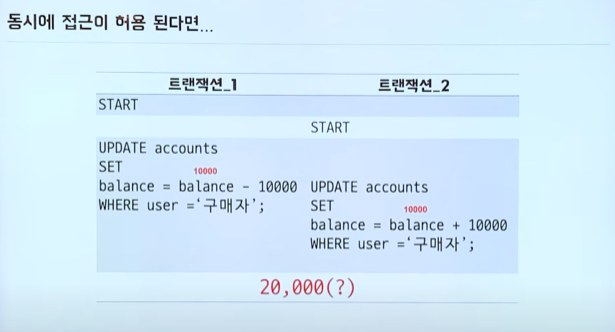 동시에 접근이 허용 된다면...
트랜잭션_1 트랜잭션_2
START
START
UPDATE accounts
SET
10000
balance = balance - 10000
WHERE user =‘구매자’;
UPDATE accounts
SET
10000
balance = balance + 10000
WHERE user =‘구매자’;
20,000(?)